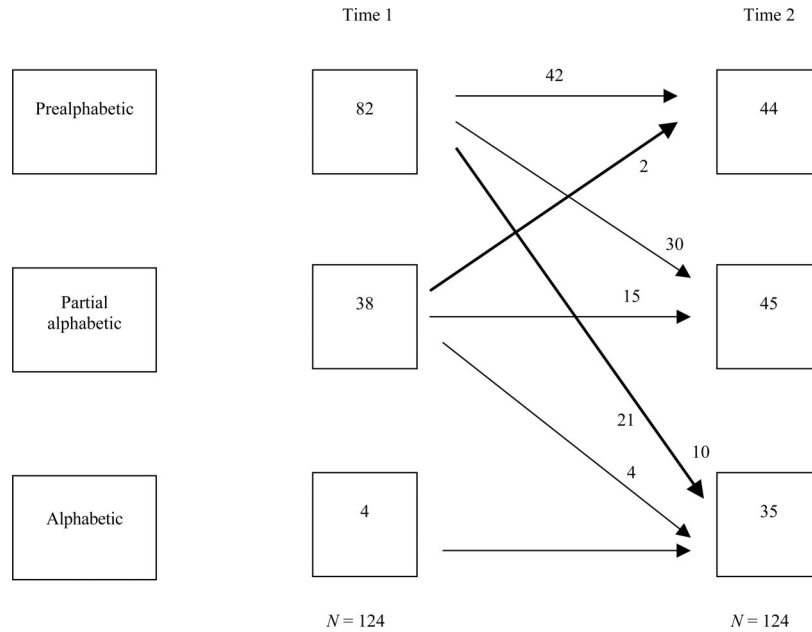 Time 1
Time 2
42
Prealphabetic
82
44
2
30
15
Partial
alphabetic
38
45
21
10
4
Alphabetic
4
35
N = 124
N = 124